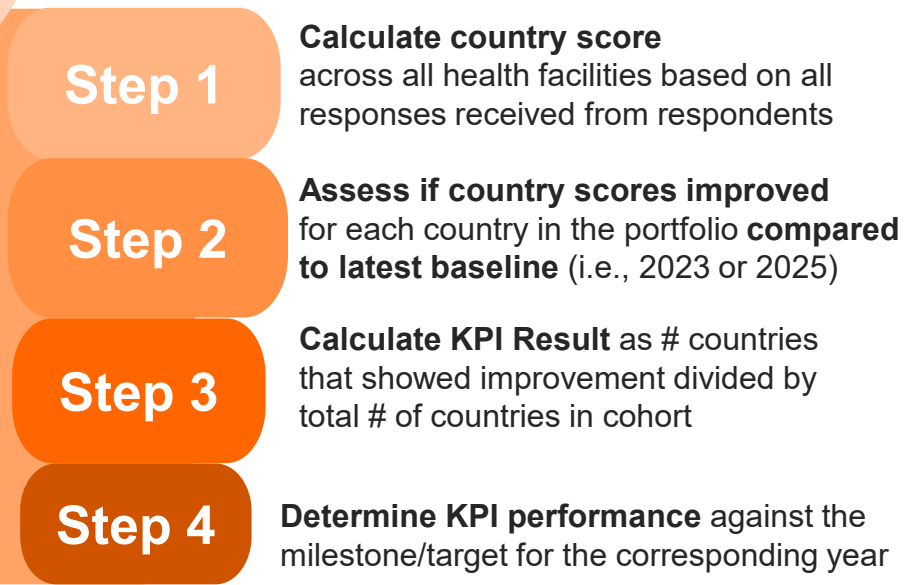 Step 1
Calculate country score
across all health facilities based on all
responses received from respondents
Step 2
Assess if country scores improved
for each country in the portfolio compared
to latest baseline (i.e., 2023 or 2025)
Step 3
Calculate KPI Result as # countries
that showed improvement divided by
total # of countries in cohort
Step 4
Determine KPI performance against the
milestone/target for the corresponding year